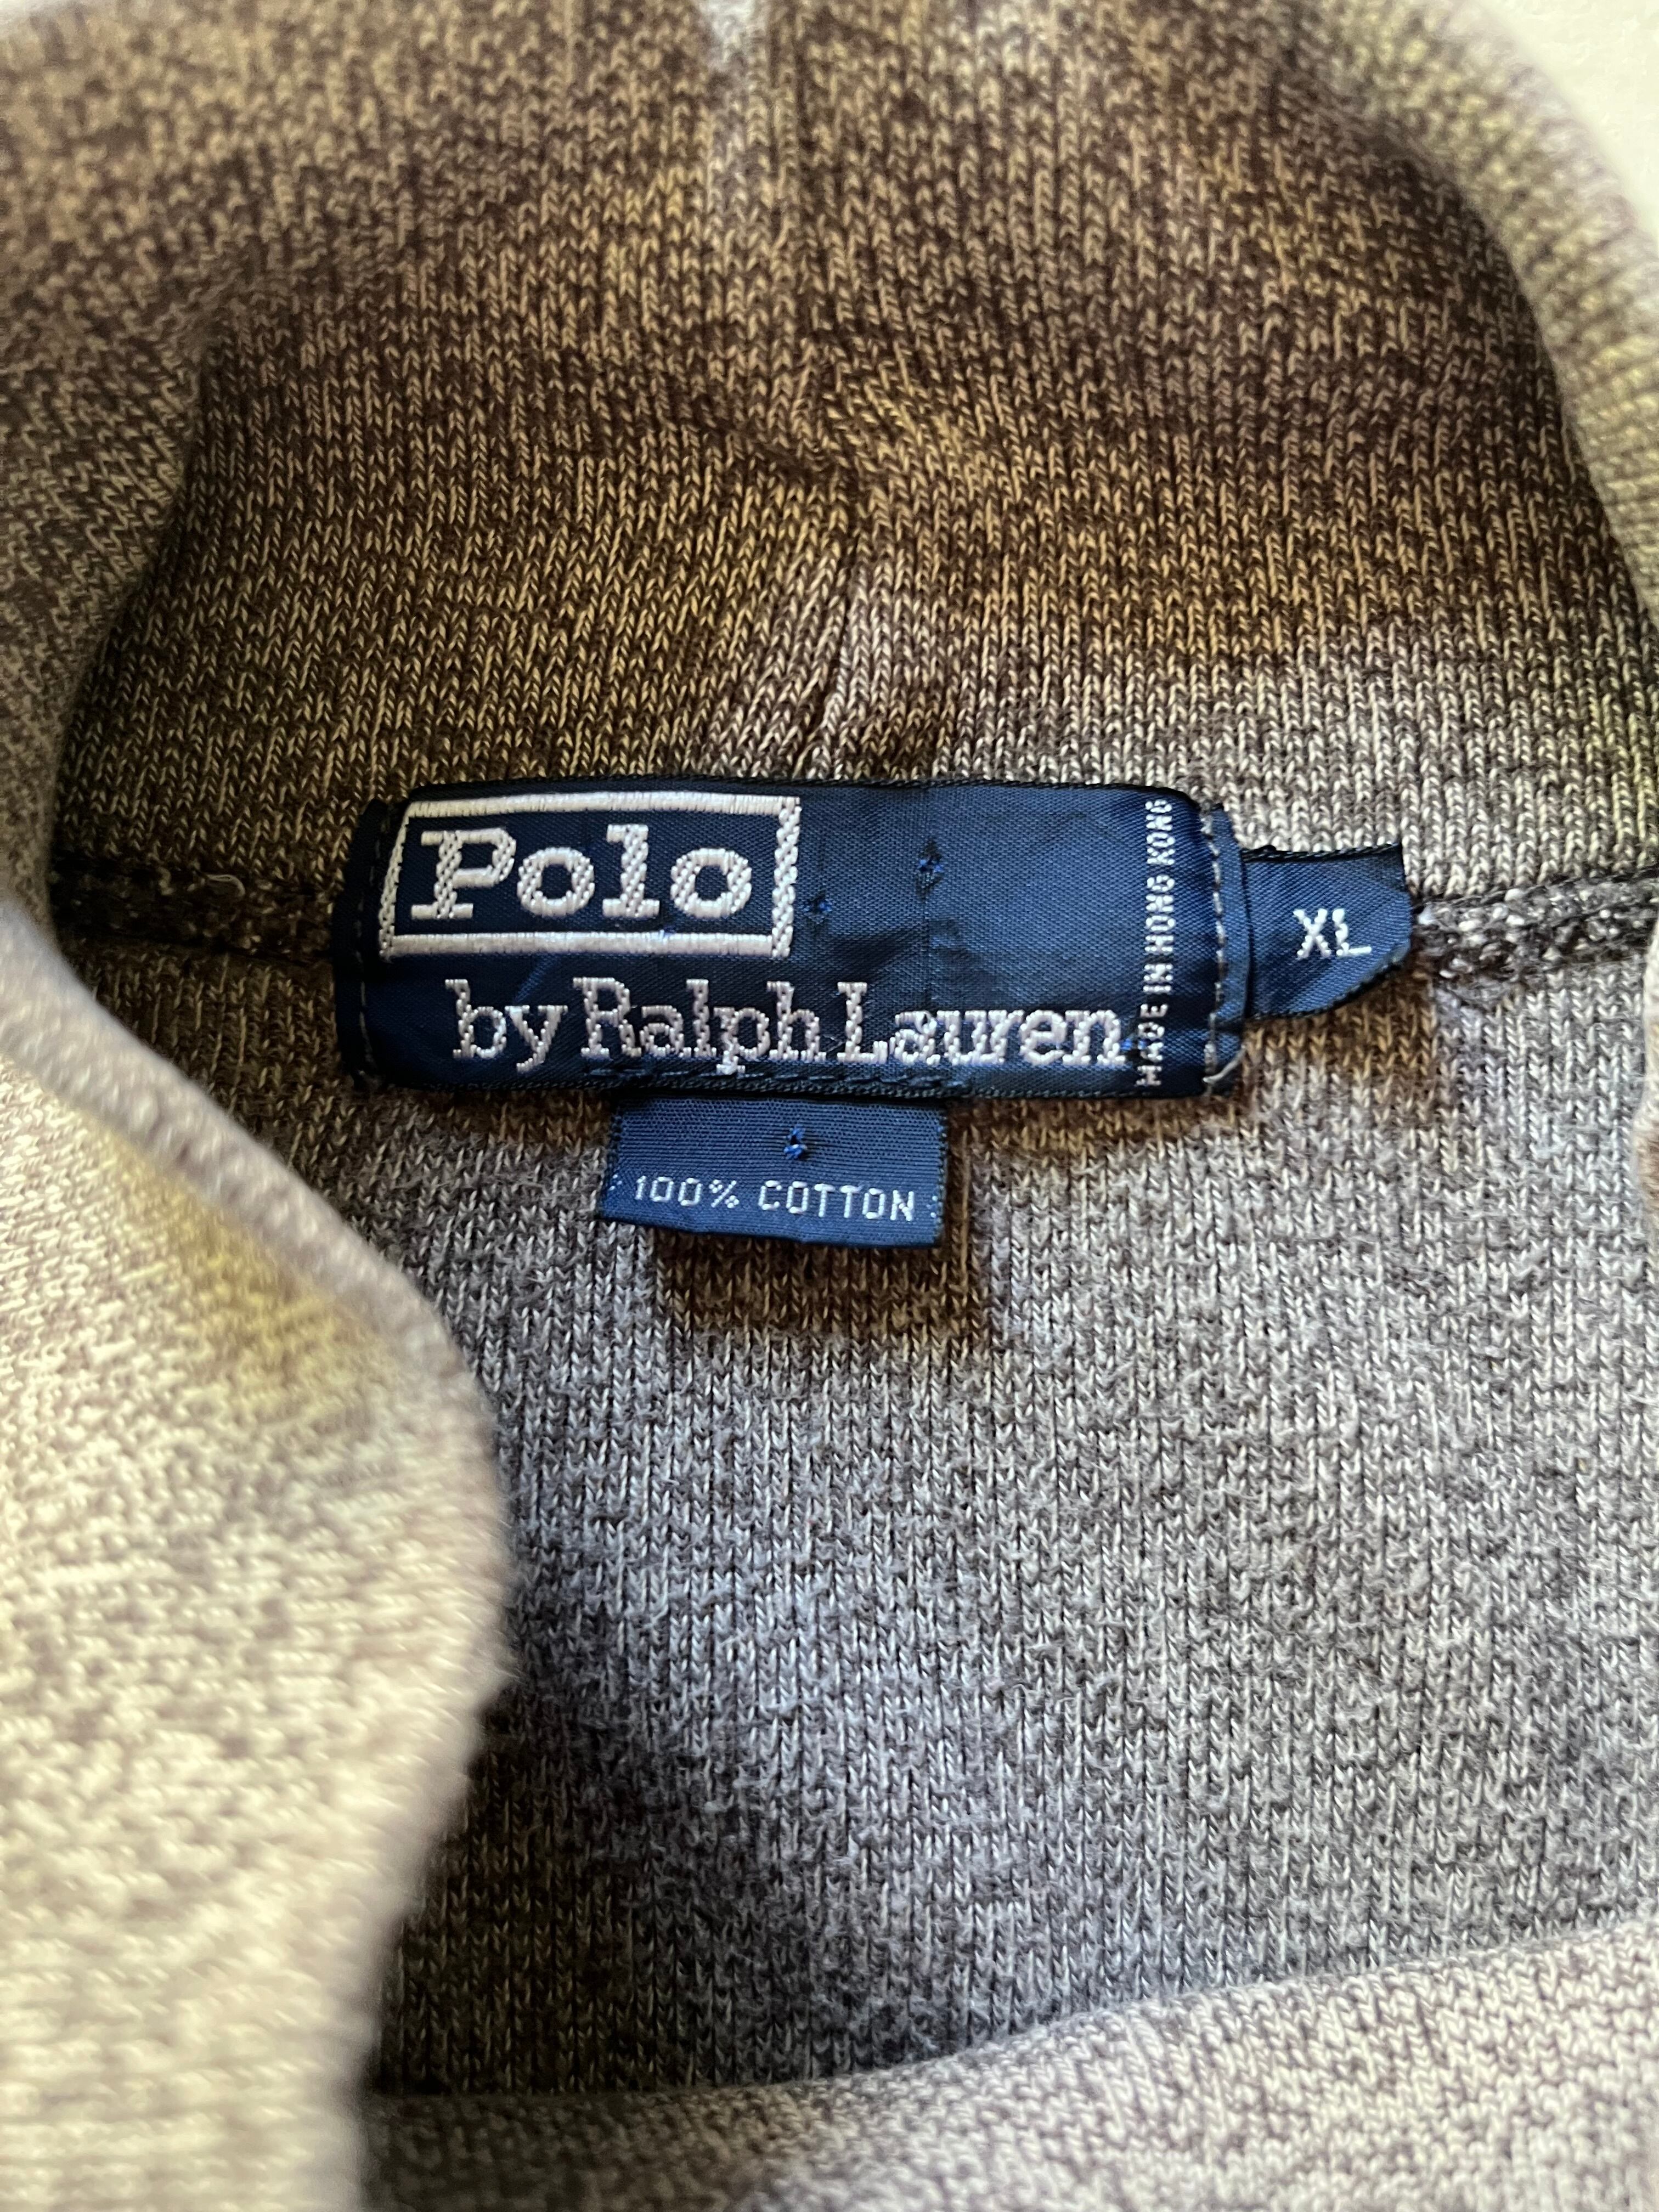 Polo
by Ralph Lauren
MADE IN HONG KONG
XL
100% COTTON